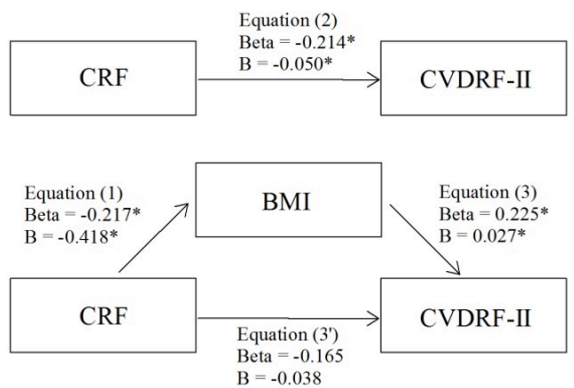 Equation (2)
Beta = -0.214*
B = -0.050*
CRF
CVDRF-II
Equation (1)
Beta = -0.217*
B = -0.418*
BMI
Equation (3)
Beta = 0.225*
B = 0.027*
CRF
CVDRF-II
Equation (3')
Beta = -0.165
B = -0.038